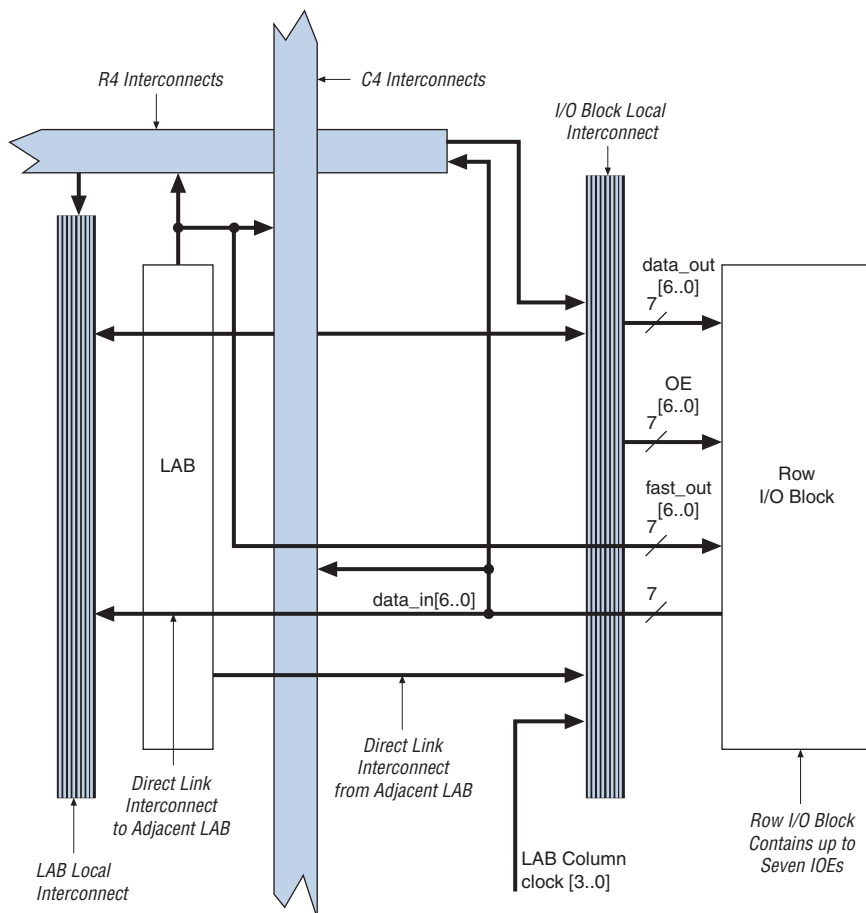 R4 Interconnects
C4 Interconnects
I/O Block Local
Interconnect
data_out
[6..0]
7
OE
[6..0]
7
LAB
fast_out
[6..0]
7
Row
I/O Block
data_in[6..0]
7
Direct Link
Interconnect
to Adjacent LAB
Direct Link
Interconnect
from Adjacent LAB
LAB Local
Interconnect
LAB Column
clock [3..0]
Row I/O Block
Contains up to
Seven IOEs